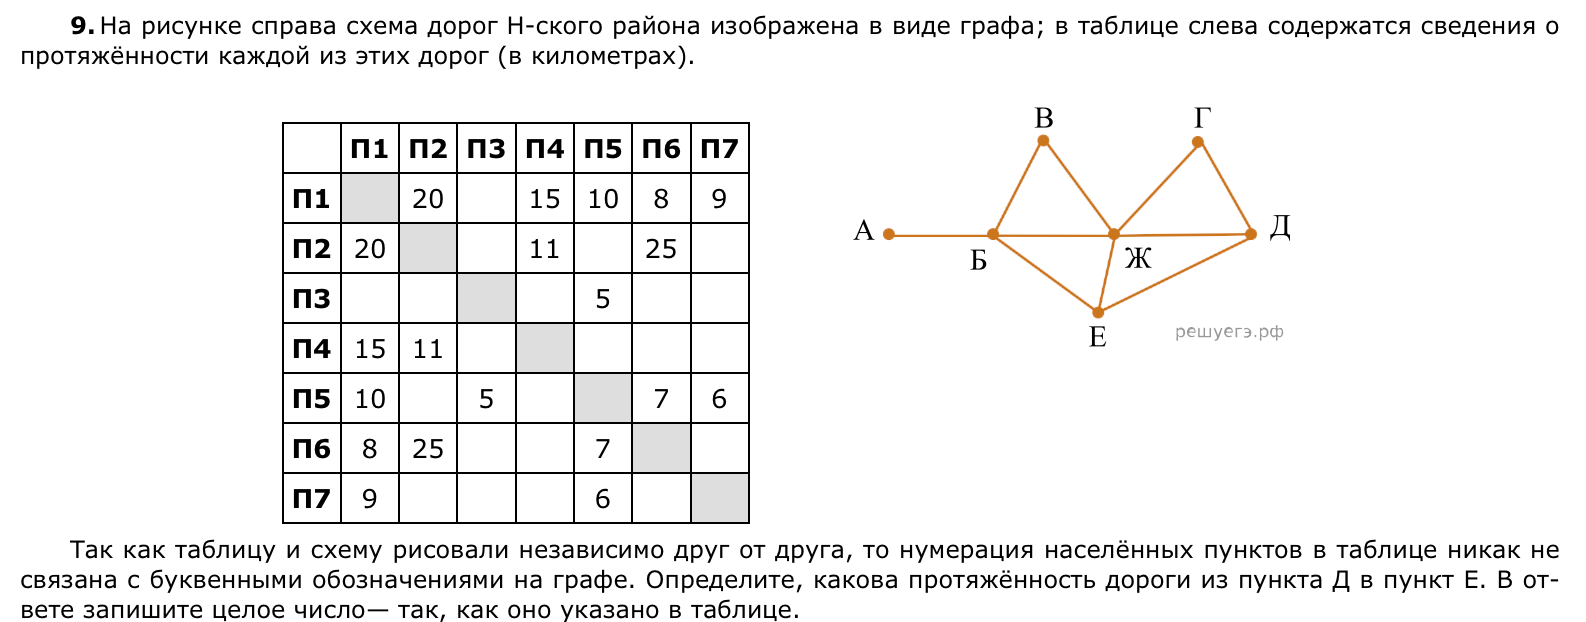 9. На рисунке справа схема дорог Н-ского района изображена в виде графа; в таблице слева содержатся сведения о
протяжённости каждой из этих дорог (в километрах).
П1 П2 П3 П4 П5 П6 П7
П1 20 15 10 8 9
П2 20 11 25
П3 5
П4 15 11
П5 10 5 7 6
П6 8 25 7
П7 9 6
В Г
А Б Ж Д
Е
решуегэ.рф
Так как таблицу и схему рисовали независимо друг от друга, то нумерация населённых пунктов в таблице никак не
связана с буквенными обозначениями на графе. Определите, какова протяжённость дороги из пункта Д в пункт Е. В от-
вете запишите целое число— так, как оно указано в таблице.